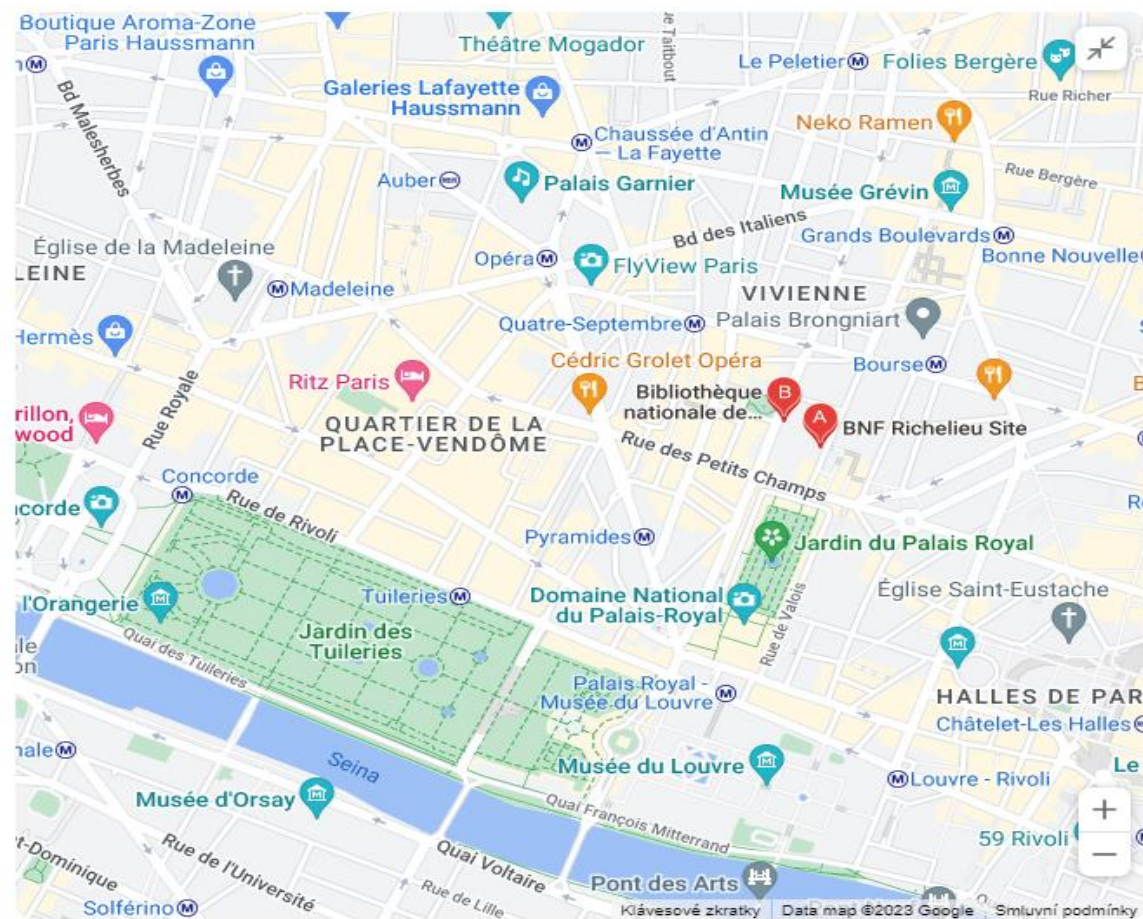 Boutique Aroma-Zone
Paris Haussmann
Théâtre Mogador
Le Peletier
Folies Bergère
Bd Malesherbes
Galeries Lafayette
Haussmann
Rue Richer
Neko Ramen
Chaussée d'Antin
– La Fayette
Auber
Palais Garnier
Musée Grévin
Rue Bergère
Bd des Italiens
Église de la Madeleine
LEINE
Opéra
FlyView Paris
Grands Boulevards
Bonne Nouvelle
Madeleine
VIVIENNE
Hermès
Quatre-Septembre
Palais Brongniart
Rue Royale
Ritz Paris
Cédric Grolet Opéra
Bourse
B
Bibliothèque
nationale de...
A
BNF Richelieu Site
QUARTIER DE LA
PLACE-VENDÔME
Rue des Petits Champs
Concorde
Rue de Rivoli
Pyramides
Jardin du Palais Royal
l'Orangerie
Tuileries
Domaine National
du Palais-Royal
Église Saint-Eustache
Jardin des
Tuileries
Rue de Valois
Quai des Tuileries
Palais Royal -
Musée du Louvre
HALLES DE PAR
Châtelet-Les Halles
Seina
Musée du Louvre
Louvre - Rivoli
Le
Musée d'Orsay
Quai François Mitterrand
59 Rivoli
Rue de l'Université
Quai Voltaire
Rue de Lille
Pont des Arts
Solférino
Klávesové zkratky
Data map ©2023 Google
Smluvní podmínky